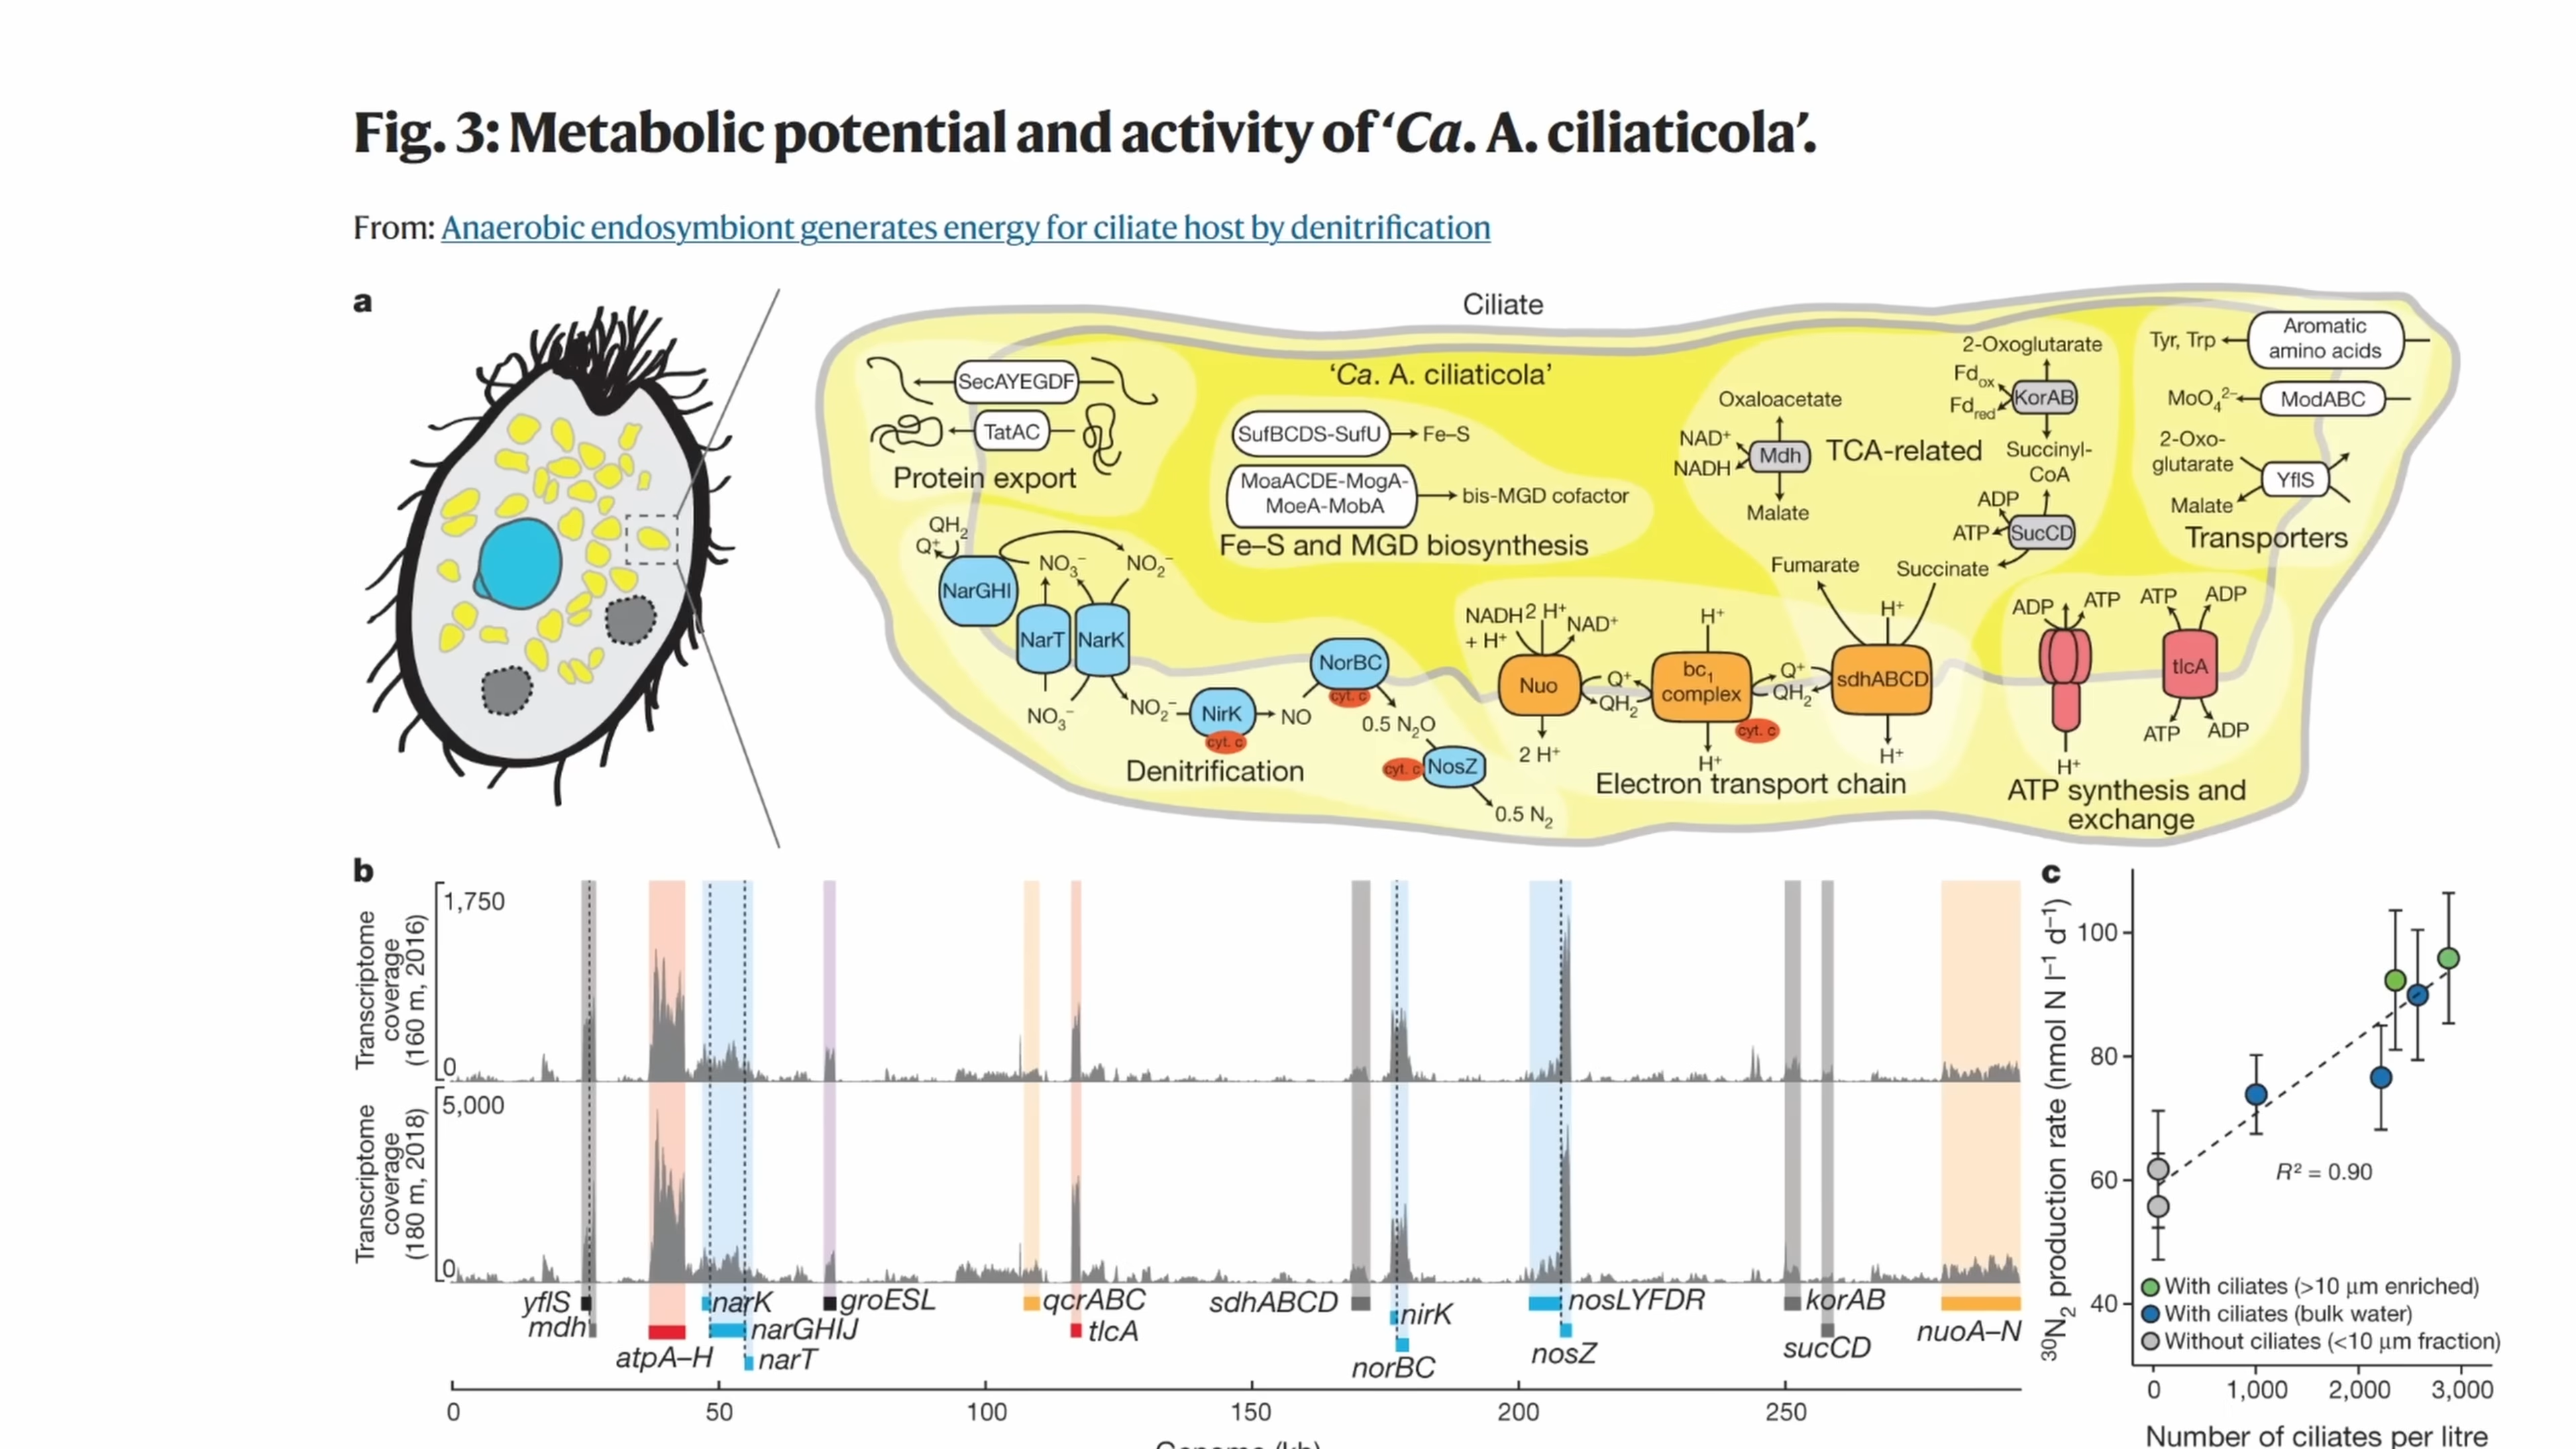 Fig. 3: Metabolic potential and activity of ‘Ca. A. ciliaticola’.
From: Anaerobic endosymbiont generates energy for ciliate host by denitrification
a
Ciliate
‘Ca. A. ciliaticola’
SecAYEGDF
TatAC
Protein export
SufBCDS-SufU
Fe–S
MoaACDE-MogA-
MoeA-MobA
bis-MGD cofactor
Fe–S and MGD biosynthesis
Oxaloacetate
NAD⁺
NADH
Mdh
Malate
TCA-related
2-Oxoglutarate
Fdox
Fdred
KorAB
Succinyl-
CoA
ADP
ATP
SucCD
Fumarate
Succinate
Tyr, Trp
Aromatic
amino acids
MoO₄²⁻
ModABC
2-Oxo-
glutarate
YflS
Malate
Transporters
QH₂
Q⁺
NarGHI
NO₃⁻
NO₂⁻
NarT
NarK
NO₃⁻
NO₂⁻
NirK
cyt. c
NO
NorBC
cyt. c
0.5 N₂O
cyt. c
NosZ
0.5 N₂
Denitrification
NADH
+ H⁺
2 H⁺
NAD⁺
Nuo
2 H⁺
Q⁺
QH₂
H⁺
bc₁
complex
cyt. c
H⁺
Q⁺
QH₂
H⁺
sdhABCD
H⁺
Electron transport chain
ADP
ATP
H⁺
ATP
ADP
tlcA
ATP
ADP
ATP synthesis and
exchange
b
Transcriptome
coverage
(160 m, 2016)
1,750
0
Transcriptome
coverage
(180 m, 2018)
5,000
0
yflS
mdh
atpA–H
narK
narGHIJ
narT
groESL
qcrABC
tlcA
sdhABCD
nirK
norBC
nosLYFDR
nosZ
korAB
sucCD
nuoA–N
0 50 100 150 200 250
Genome (kb)
c
³⁰N₂ production rate (nmol N l⁻¹ d⁻¹)
100
80
60
40
R² = 0.90
With ciliates (>10 μm enriched)
With ciliates (bulk water)
Without ciliates (<10 μm fraction)
0 1,000 2,000 3,000
Number of ciliates per litre